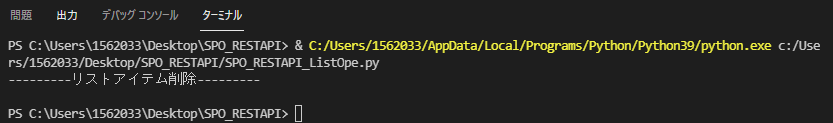 問題 出力 デバッグ コンソール ターミナル
PS C:\Users\1562033\Desktop\SPO_RESTAPI> & C:/Users/1562033/AppData/Local/Programs/Python/Python39/python.exe c:/Use
rs/1562033/Desktop/SPO_RESTAPI/SPO_RESTAPI_ListOpe.py
---------リストアイテム削除---------
PS C:\Users\1562033\Desktop\SPO_RESTAPI>